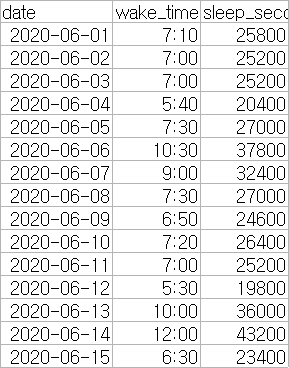 date wake_time sleep_seco
2020-06-01 7:10 25800
2020-06-02 7:00 25200
2020-06-03 7:00 25200
2020-06-04 5:40 20400
2020-06-05 7:30 27000
2020-06-06 10:30 37800
2020-06-07 9:00 32400
2020-06-08 7:30 27000
2020-06-09 6:50 24600
2020-06-10 7:20 26400
2020-06-11 7:00 25200
2020-06-12 5:30 19800
2020-06-13 10:00 36000
2020-06-14 12:00 43200
2020-06-15 6:30 23400